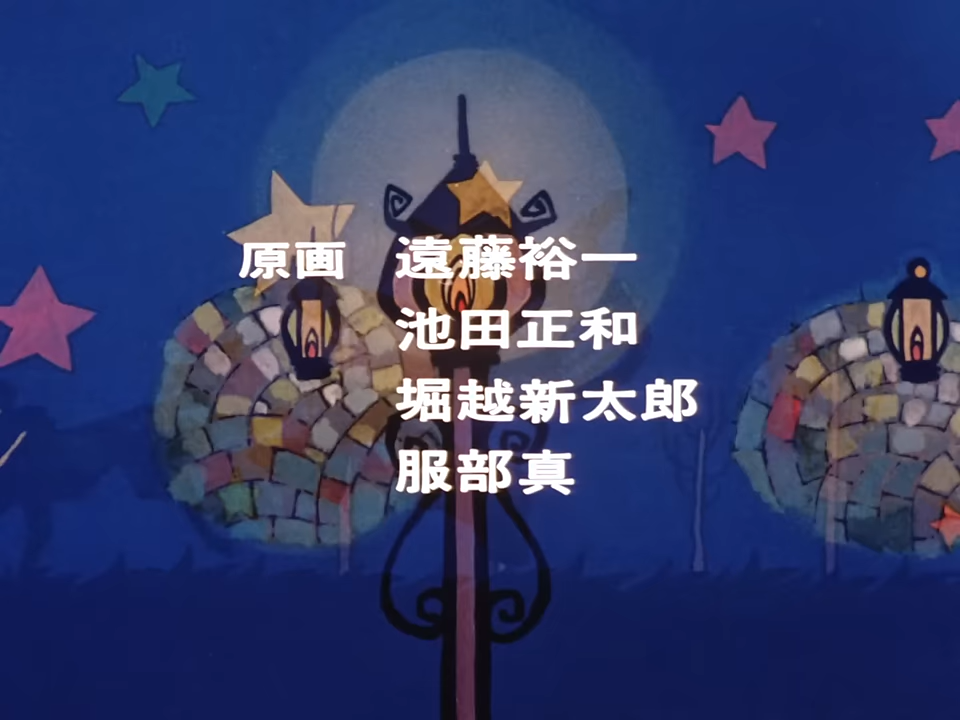 原画 遠藤裕一
池田正和
堀越新太郎
服部真